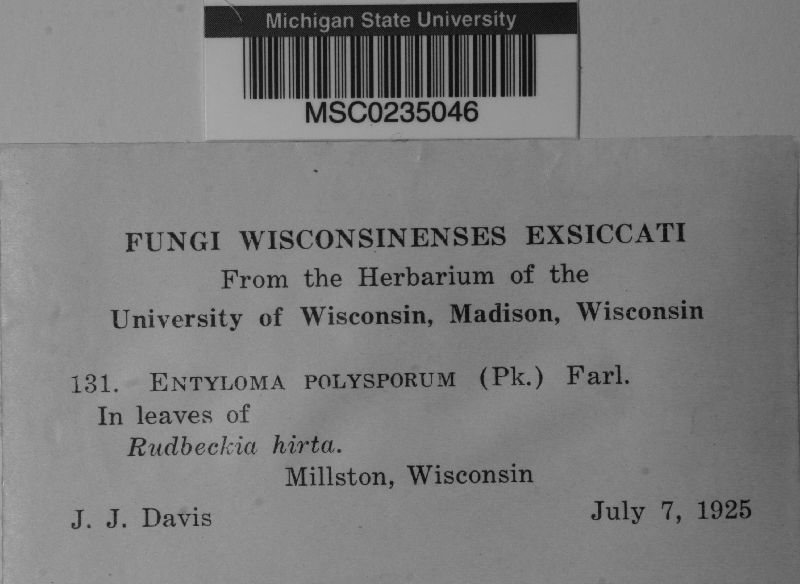 Michigan State University
MSC0235046
FUNGI WISCONSINENSES EXSICCATI
From the Herbarium of the
University of Wisconsin, Madison, Wisconsin
131. ENTYLOMA POLYSPORUM (Pk.) Farl.
In leaves of
Rudbeckia hirta.
Millston, Wisconsin
J. J. Davis July 7, 1925